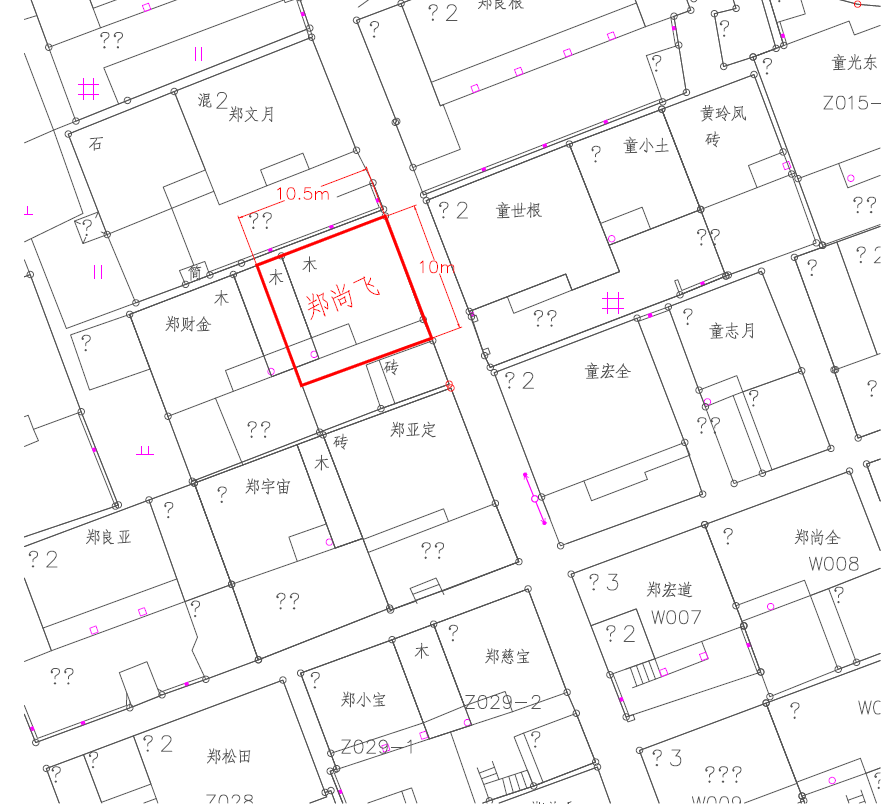 ? 2
郑良根
? ?
?
混2
郑文月
石
?
童光东
Z015-
黄玲凤
砖
童小土
?
?
10.5m
? ?
? 2
童世根
? ?
? ?
?
简
木
木
木
10m
郑尚飞
郑财金
?
? ?
?
? 2
童志月
?
? 2
童宏全
?
?
? ?
? ?
砖
郑亚定
砖
木
郑宇宙
?
?
郑良亚
? 2
? ?
? ?
?
? ?
?
郑尚全
W008
? 3
郑宏道
W007
? 2
?
木
?
郑慈宝
?
郑小宝
Z029-2
Z029-1
?
? 2
郑松田
Z028
?
?
? 3
? ? ?
W009
?
W0